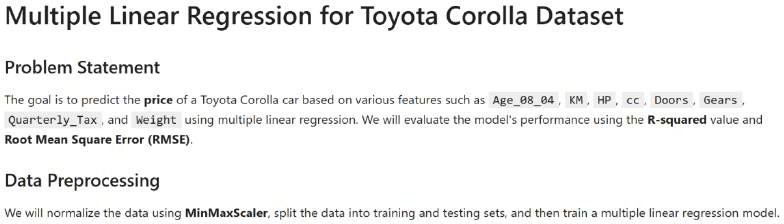 Multiple Linear Regression for Toyota Corolla Dataset
Problem Statement
The goal is to predict the price of a Toyota Corolla car based on various features such as Age_08_04, KM, HP, cc, Doors, Gears,
Quarterly_Tax, and Weight using multiple linear regression. We will evaluate the model's performance using the R-squared value and
Root Mean Square Error (RMSE).
Data Preprocessing
We will normalize the data using MinMaxScaler, split the data into training and testing sets, and then train a multiple linear regression model.